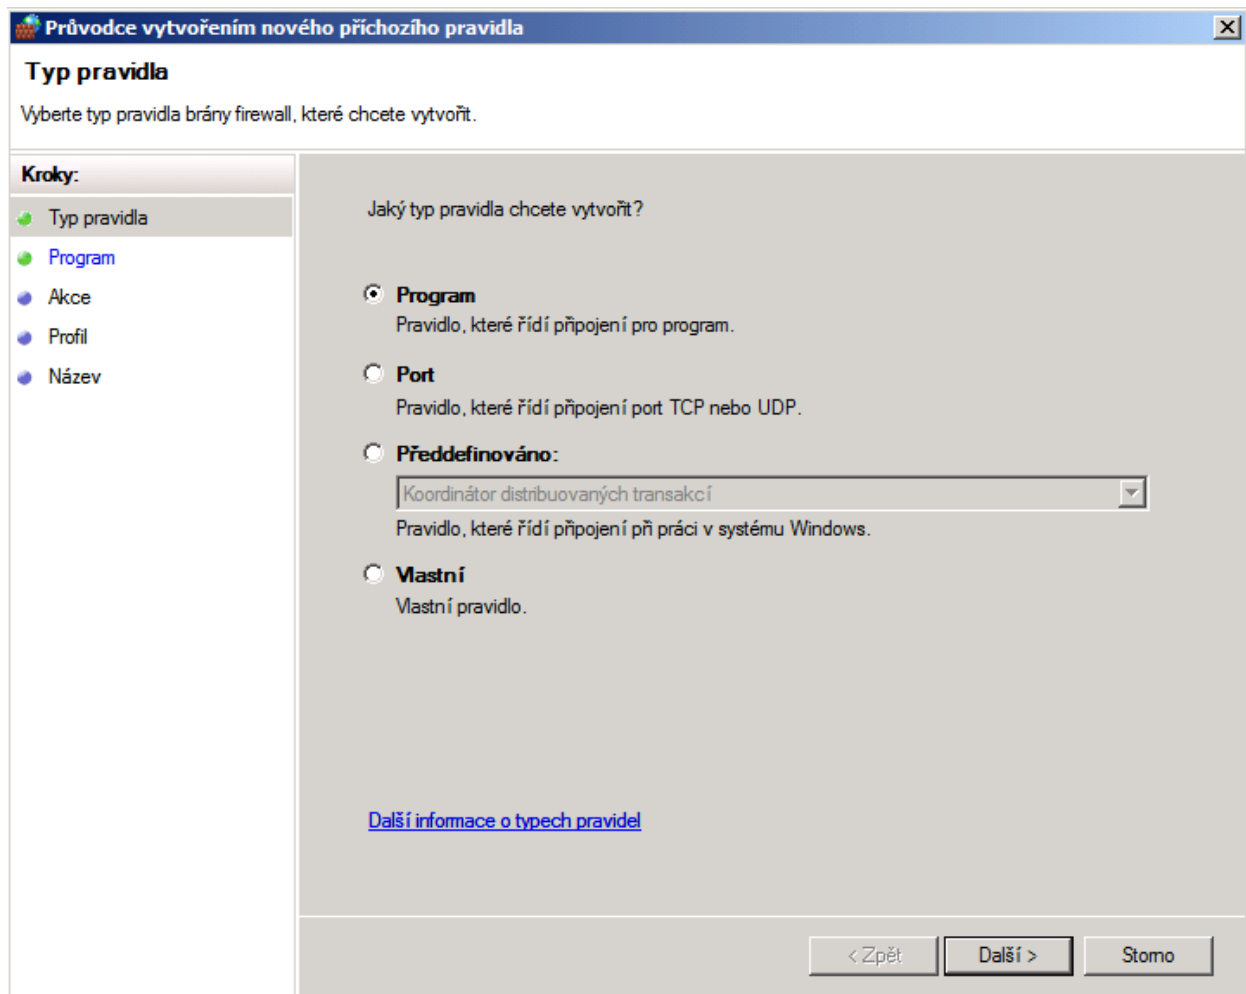 Průvodce vytvořením nového příchozího pravidla
Typ pravidla
Vyberte typ pravidla brány firewall, které chcete vytvořit.
Kroky:
Typ pravidla
Program
Akce
Profil
Název
Jaký typ pravidla chcete vytvořit?
Program
Pravidlo, které řídí připojení pro program.
Port
Pravidlo, které řídí připojení port TCP nebo UDP.
Předdefinováno:
Koordinátor distribuovaných transakcí
Pravidlo, které řídí připojení při práci v systému Windows.
Vlastní
Vlastní pravidlo.
Další informace o typech pravidel
< Zpět
Další >
Storno